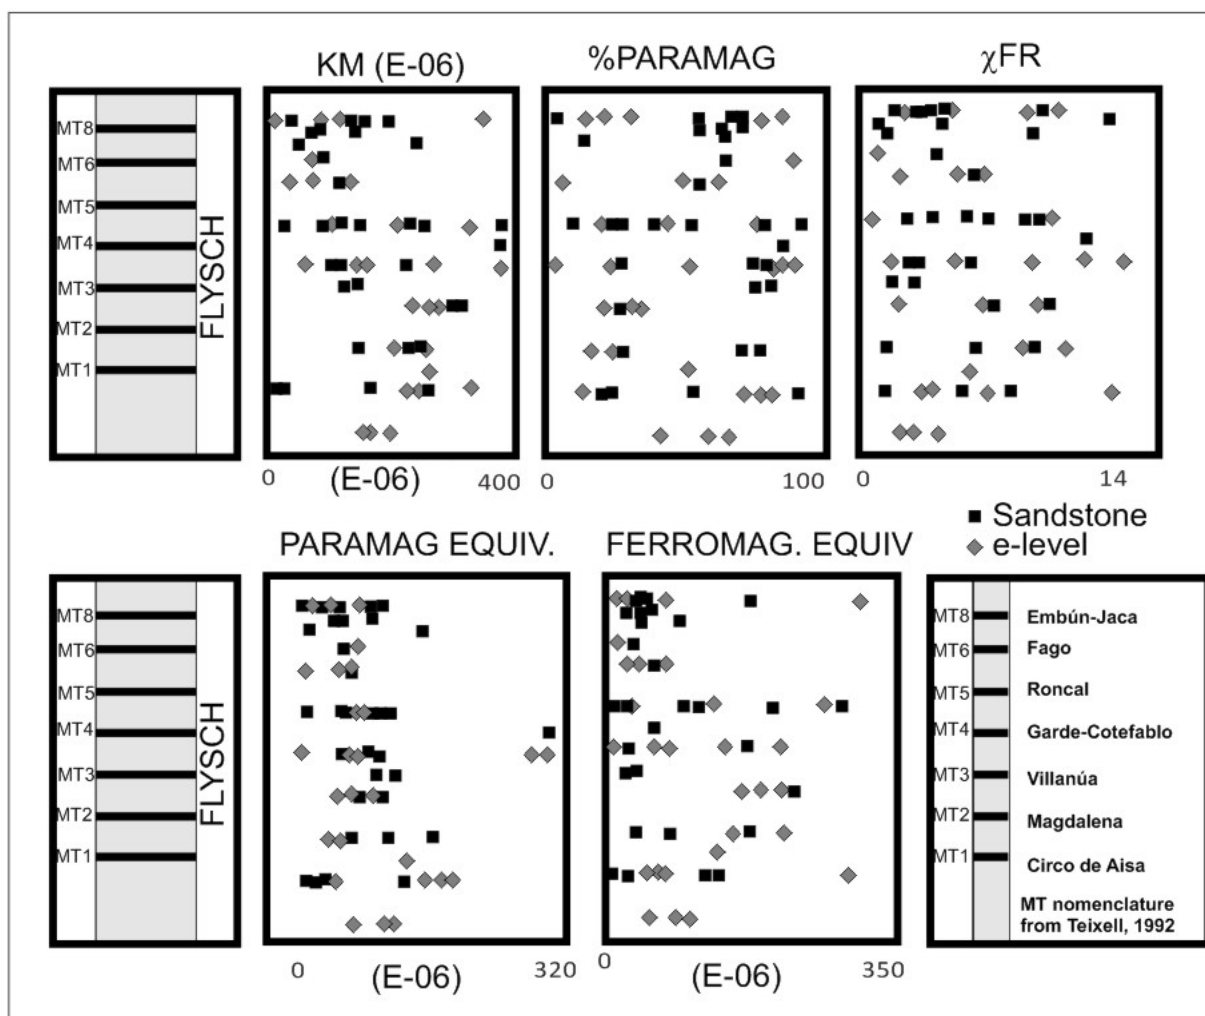 KM (E-06)
%PARAMAG
χFR
MT8
MT6
MT5
MT4
MT3
MT2
MT1
FLYSCH
0
(E-06)
400
0
100
0
14
Sandstone
e-level
PARAMAG EQUIV.
FERROMAG. EQUIV
MT8
MT6
MT5
MT4
MT3
MT2
MT1
FLYSCH
0
(E-06)
320
0
(E-06)
350
MT8 Embún-Jaca
MT6 Fago
MT5 Roncal
MT4 Garde-Cotefablo
MT3 Villanúa
MT2 Magdalena
MT1 Circo de Aisa
MT nomenclature
from Teixell, 1992